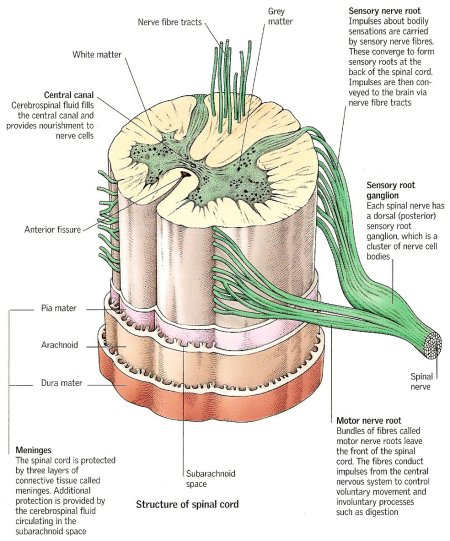 Nerve fibre tracts
Grey
matter
Sensory nerve root
Impulses about bodily
sensations are carried
by sensory nerve fibres.
These converge to form
sensory roots at the
back of the spinal cord.
Impulses are then con-
veyed to the brain via
nerve fibre tracts
White matter
Central canal
Cerebrospinal fluid fills
the central canal and
provides nourishment to
nerve cells
Sensory root
ganglion
Each spinal nerve has
a dorsal (posterior)
sensory root
ganglion, which is a
cluster of nerve cell
bodies
Anterior fissure
Pia mater
Arachnoid
Dura mater
Spinal
nerve
Motor nerve root
Bundles of fibres called
motor nerve roots leave
the front of the spinal
cord. The fibres conduct
impulses from the central
nervous system to control
voluntary movement and
involuntary processes
such as digestion
Meninges
The spinal cord is protected
by three layers of
connective tissue called
meninges. Additional
protection is provided by
the cerebrospinal fluid
circulating in the
subarachnoid space
Subarachnoid
space
Structure of spinal cord